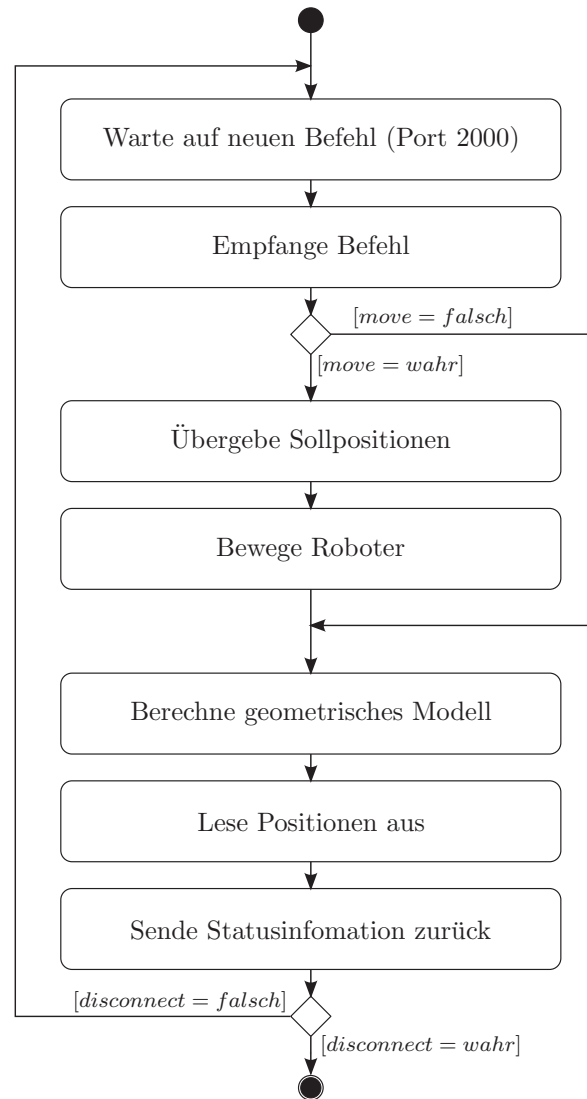 Warte auf neuen Befehl (Port 2000)
Empfange Befehl
[move = falsch]
[move = wahr]
Übergebe Sollpositionen
Bewege Roboter
Berechne geometrisches Modell
Lese Positionen aus
Sende Statusinfomation zurück
[disconnect = falsch]
[disconnect = wahr]